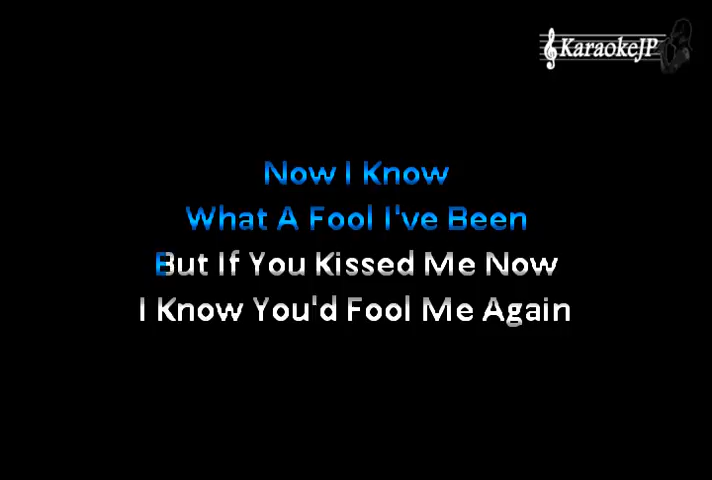 KaraokeJP
Now I Know
What A Fool I've Been
But If You Kissed Me Now
I Know You'd Fool Me Again